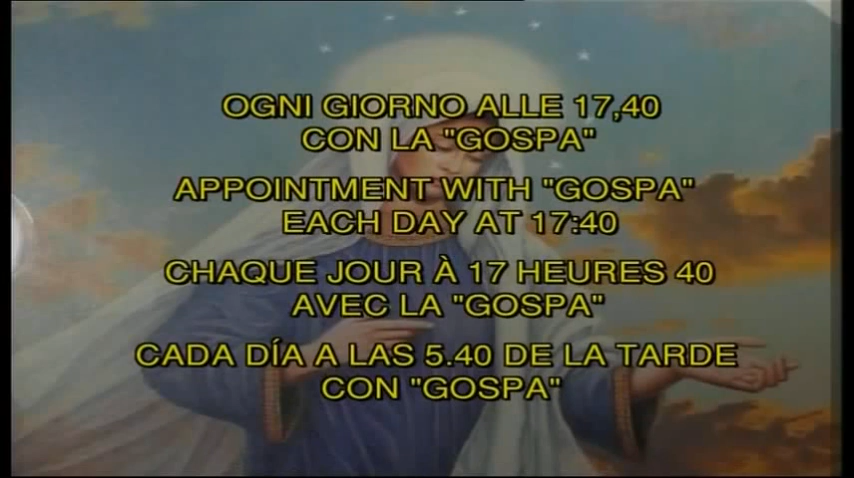 OGNI GIORNO ALLE 17,40
CON LA "GOSPA"
APPOINTMENT WITH "GOSPA"
EACH DAY AT 17:40
CHAQUE JOUR À 17 HEURES 40
AVEC LA "GOSPA"
CADA DÍA A LAS 5.40 DE LA TARDE
CON "GOSPA"